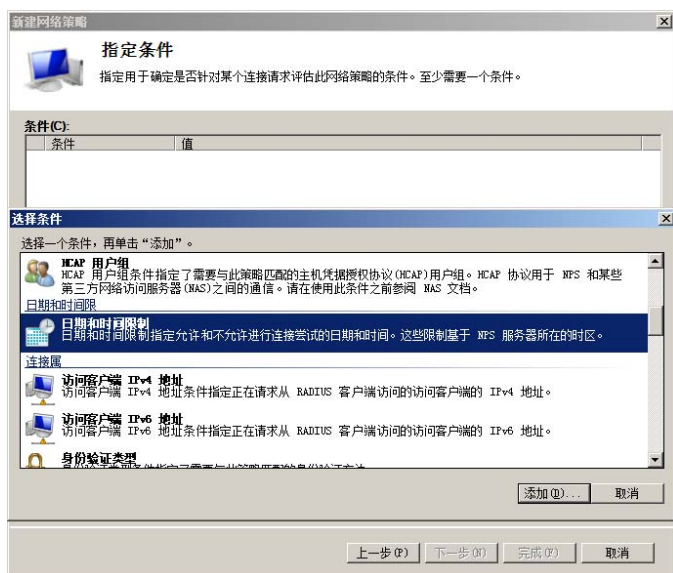 新建网络策略
指定条件
指定用于确定是否针对某个连接请求评估此网络策略的条件。至少需要一个条件。
条件(C):
条件 值
选择条件
选择一个条件，再单击“添加”。
HCAP 用户组
HCAP 用户组条件指定了需要与此策略匹配的主机凭据授权协议(HCAP)用户组。HCAP 协议用于 NPS 和某些
第三方网络访问服务器(NAS)之间的通信。请在使用此条件之前参阅 NAS 文档。
日期和时间限
日期和时间限制
日期和时间限制指定允许和不允许进行连接尝试的日期和时间。这些限制基于 NPS 服务器所在的时区。
连接属
访问客户端 IPv4 地址
访问客户端 IPv4 地址条件指定正在请求从 RADIUS 客户端访问的访问客户端的 IPv4 地址。
访问客户端 IPv6 地址
访问客户端 IPv6 地址条件指定正在请求从 RADIUS 客户端访问的访问客户端的 IPv6 地址。
身份验证类型
添加(D)... 取消
上一步(P) 下一步(N) 完成(F) 取消